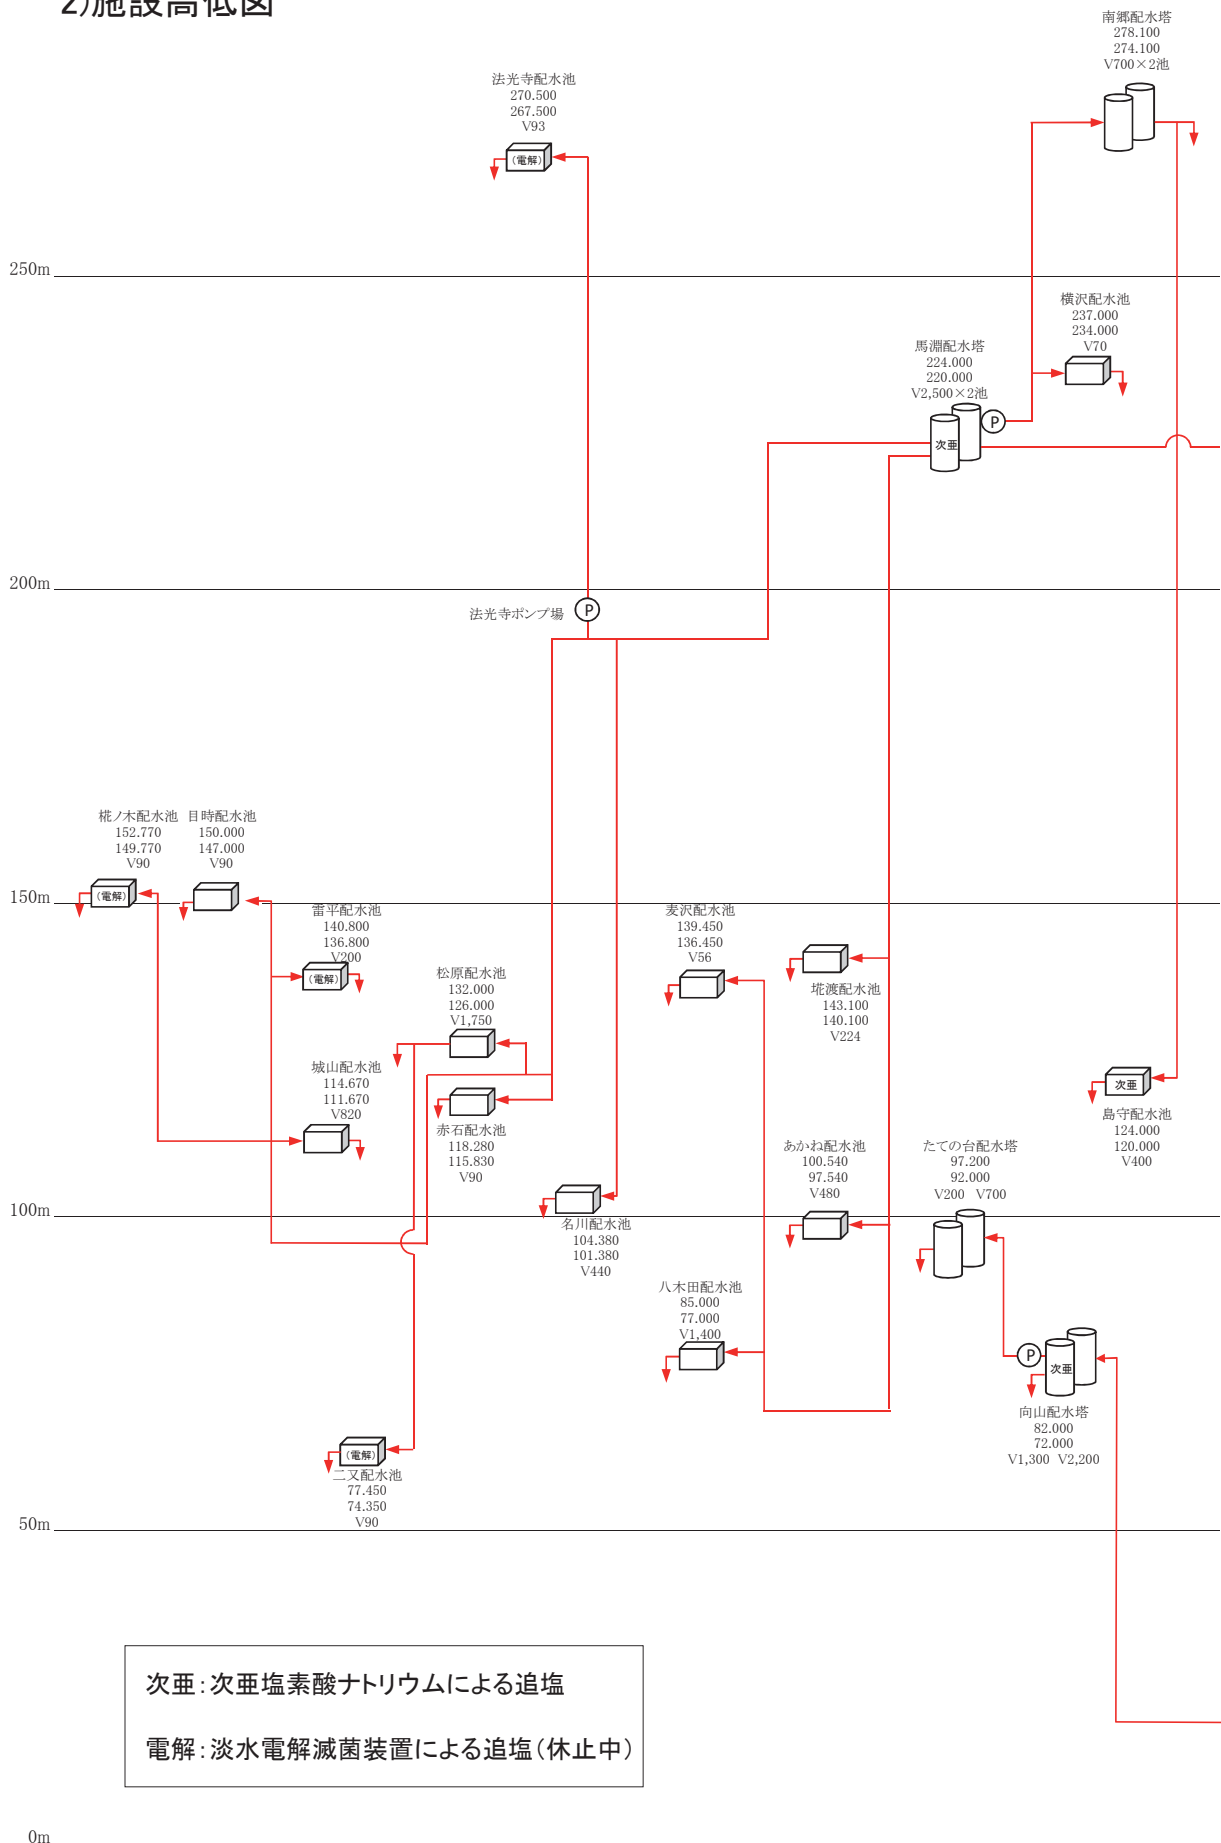 2)施設高低図
南郷配水塔
278.100
274.100
V700×2池
法光寺配水池
270.500
267.500
V93
(電解)
250m
横沢配水池
237.000
234.000
V70
馬淵配水塔
224.000
220.000
V2,500×2池
P
次亜
200m
法光寺ポンプ場
P
椛ノ木配水池
152.770
149.770
V90
(電解)
目時配水池
150.000
147.000
V90
150m
雷平配水池
140.800
136.800
V200
(電解)
麦沢配水池
139.450
136.450
V56
松原配水池
132.000
126.000
V1,750
垙渡配水池
143.100
140.100
V224
城山配水池
114.670
111.670
V820
赤石配水池
118.280
115.830
V90
次亜
島守配水池
124.000
120.000
V400
あかね配水池
100.540
97.540
V480
たての台配水塔
97.200
92.000
V200 V700
100m
名川配水池
104.380
101.380
V440
八木田配水池
85.000
77.000
V1,400
P
次亜
向山配水塔
82.000
72.000
V1,300 V2,200
(電解)
二又配水池
77.450
74.350
V90
50m
次亜:次亜塩素酸ナトリウムによる追塩
電解:淡水電解滅菌装置による追塩(休止中)
0m